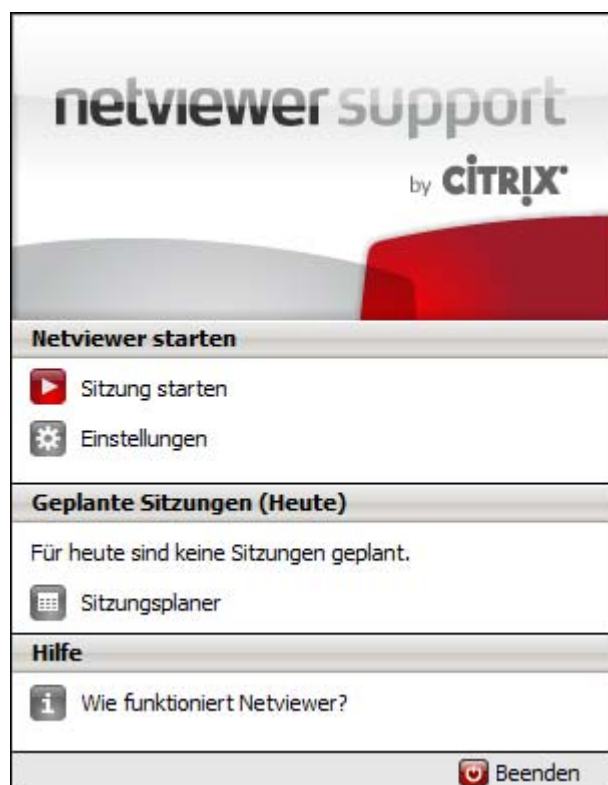 netviewer support
by CITRIX
Netviewer starten
Sitzung starten
Einstellungen
Geplante Sitzungen (Heute)
Für heute sind keine Sitzungen geplant.
Sitzungsplaner
Hilfe
Wie funktioniert Netviewer?
Beenden